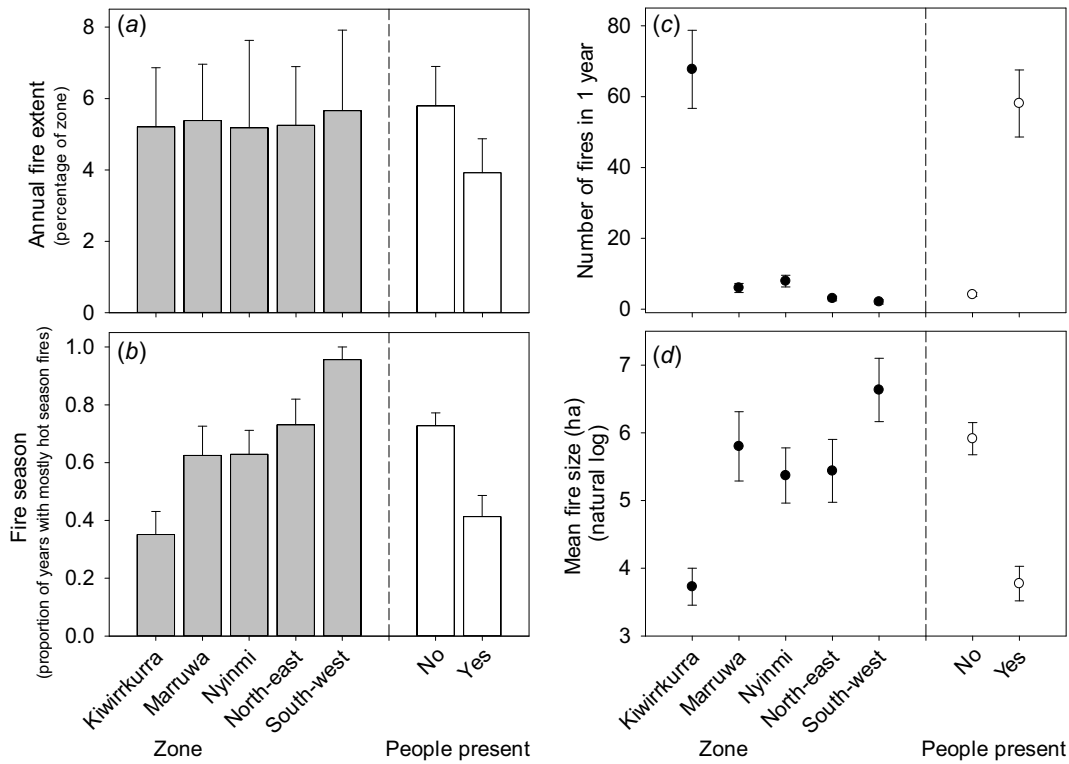 (a)
Annual fire extent
(percentage of zone)
8
6
4
2
0
(b)
Fire season
(proportion of years with mostly hot season fires)
1.0
0.8
0.6
0.4
0.2
0.0
Kiwirrkurra
Marruwa
Nyinmi
North-east
South-west
No
Yes
Zone
People present
(c)
Number of fires in 1 year
80
60
40
20
0
(d)
Mean fire size (ha)
(natural log)
7
6
5
4
3
Kiwirrkurra
Marruwa
Nyinmi
North-east
South-west
No
Yes
Zone
People present